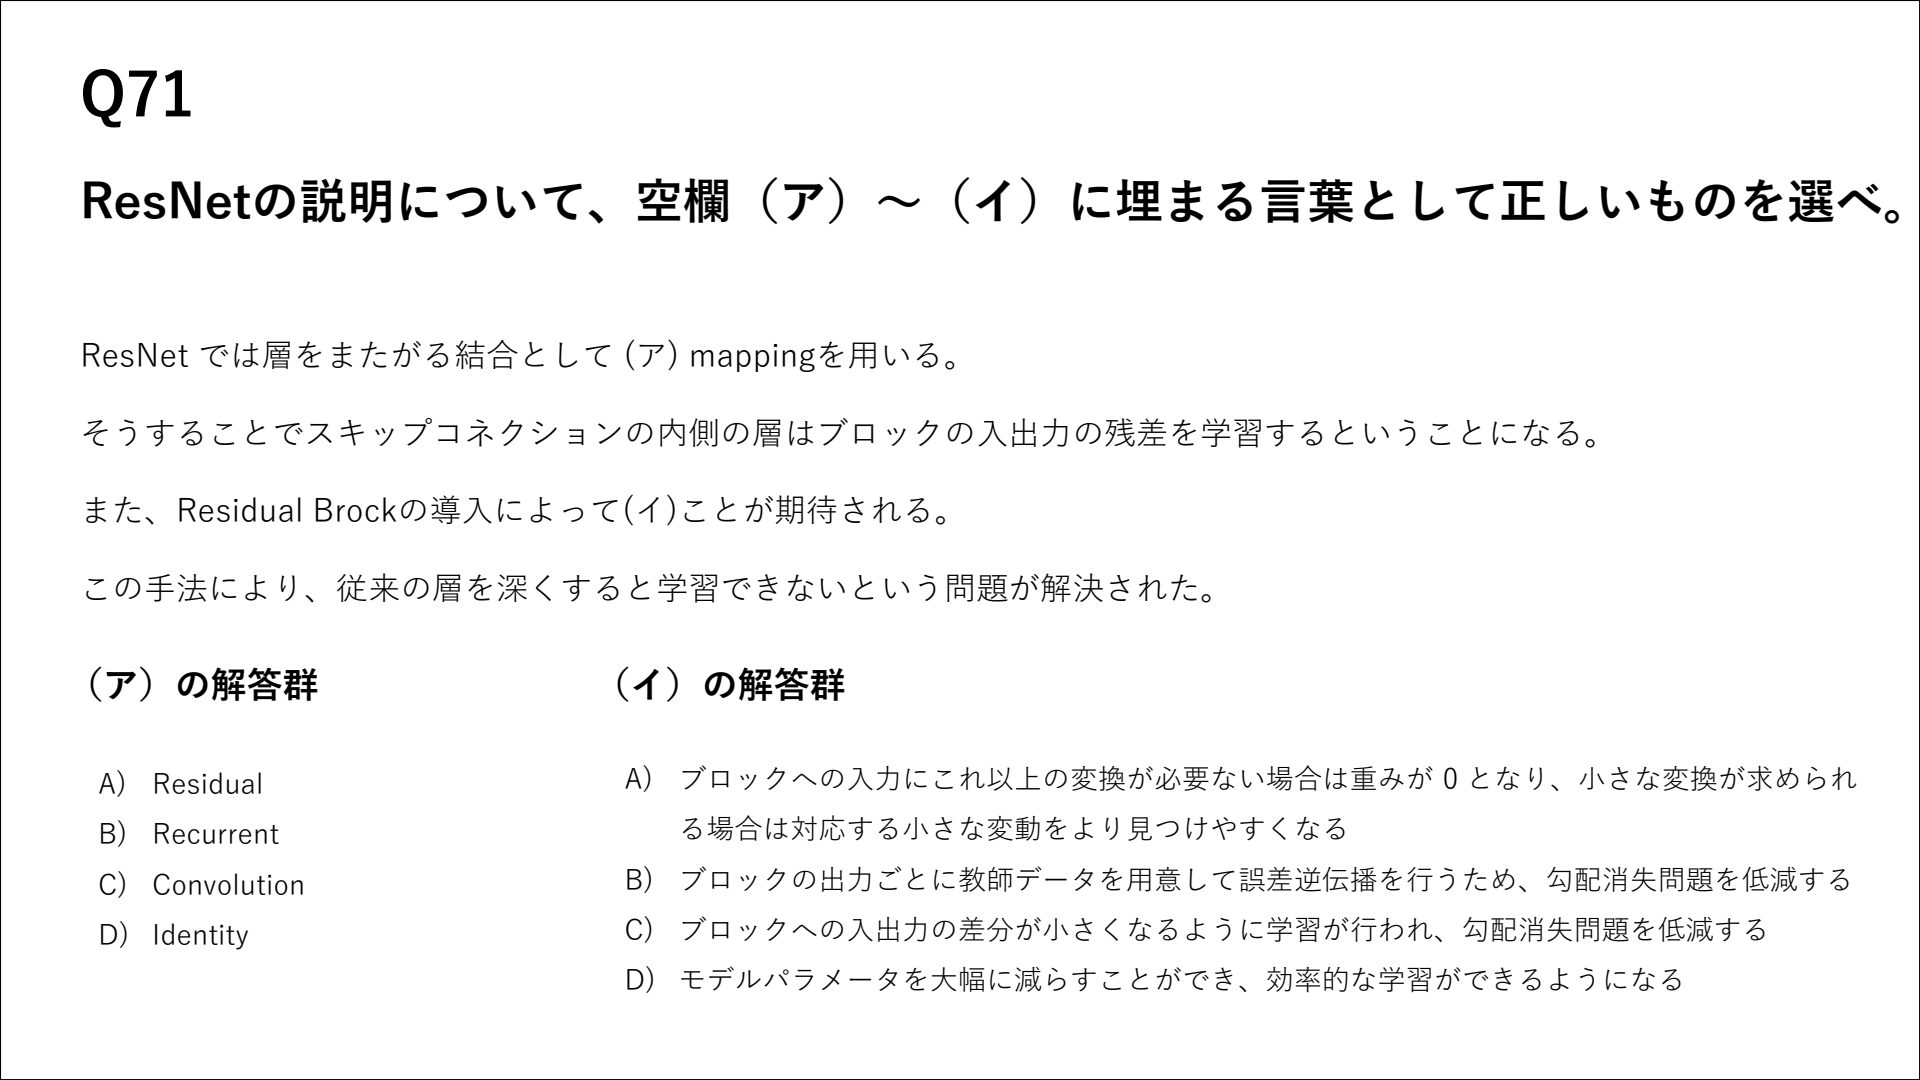 Q71
ResNetの説明について、空欄（ア）～（イ）に埋まる言葉として正しいものを選べ。
ResNet では層をまたがる結合として (ア) mappingを用いる。
そうすることでスキップコネクションの内側の層はブロックの入出力の残差を学習するということになる。
また、Residual Brockの導入によって(イ)ことが期待される。
この手法により、従来の層を深くすると学習できないという問題が解決された。
（ア）の解答群
A) Residual
B) Recurrent
C) Convolution
D) Identity
（イ）の解答群
A) ブロックへの入力にこれ以上の変換が必要ない場合は重みが 0 となり、小さな変換が求められ
る場合は対応する小さな変動をより見つけやすくなる
B) ブロックの出力ごとに教師データを用意して誤差逆伝播を行うため、勾配消失問題を低減する
C) ブロックへの入出力の差分が小さくなるように学習が行われ、勾配消失問題を低減する
D) モデルパラメータを大幅に減らすことができ、効率的な学習ができるようになる